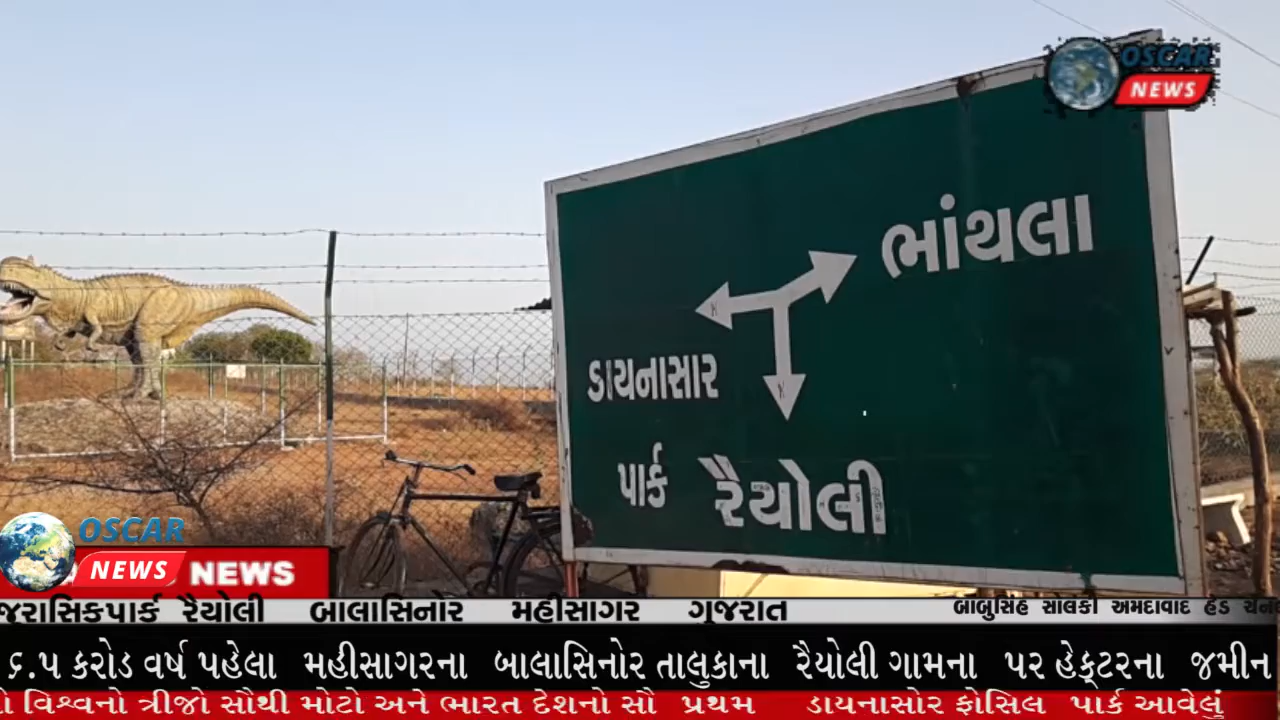 OSCAR
NEWS
ભાંથલા
ડાયનાસાર
પાર્ક રૈયોલી
OSCAR
NEWS NEWS
જરાસિકપાર્ક રૈયોલી બાલાસિનોર મહીસાગર ગુજરાત
અમદાવાદ હેડ
૬.૫ કરોડ વર્ષ પહેલા મહીસાગરના બાલાસિનોર તાલુકાના રૈયોલી ગામના ૫૨ હેક્ટરના જમીન
વિશ્વનો ત્રીજો સૌથી મોટો અને ભારત દેશનો સૌ પ્રથમ ડાયનાસોર ફોસિલ પાર્ક આવેલું